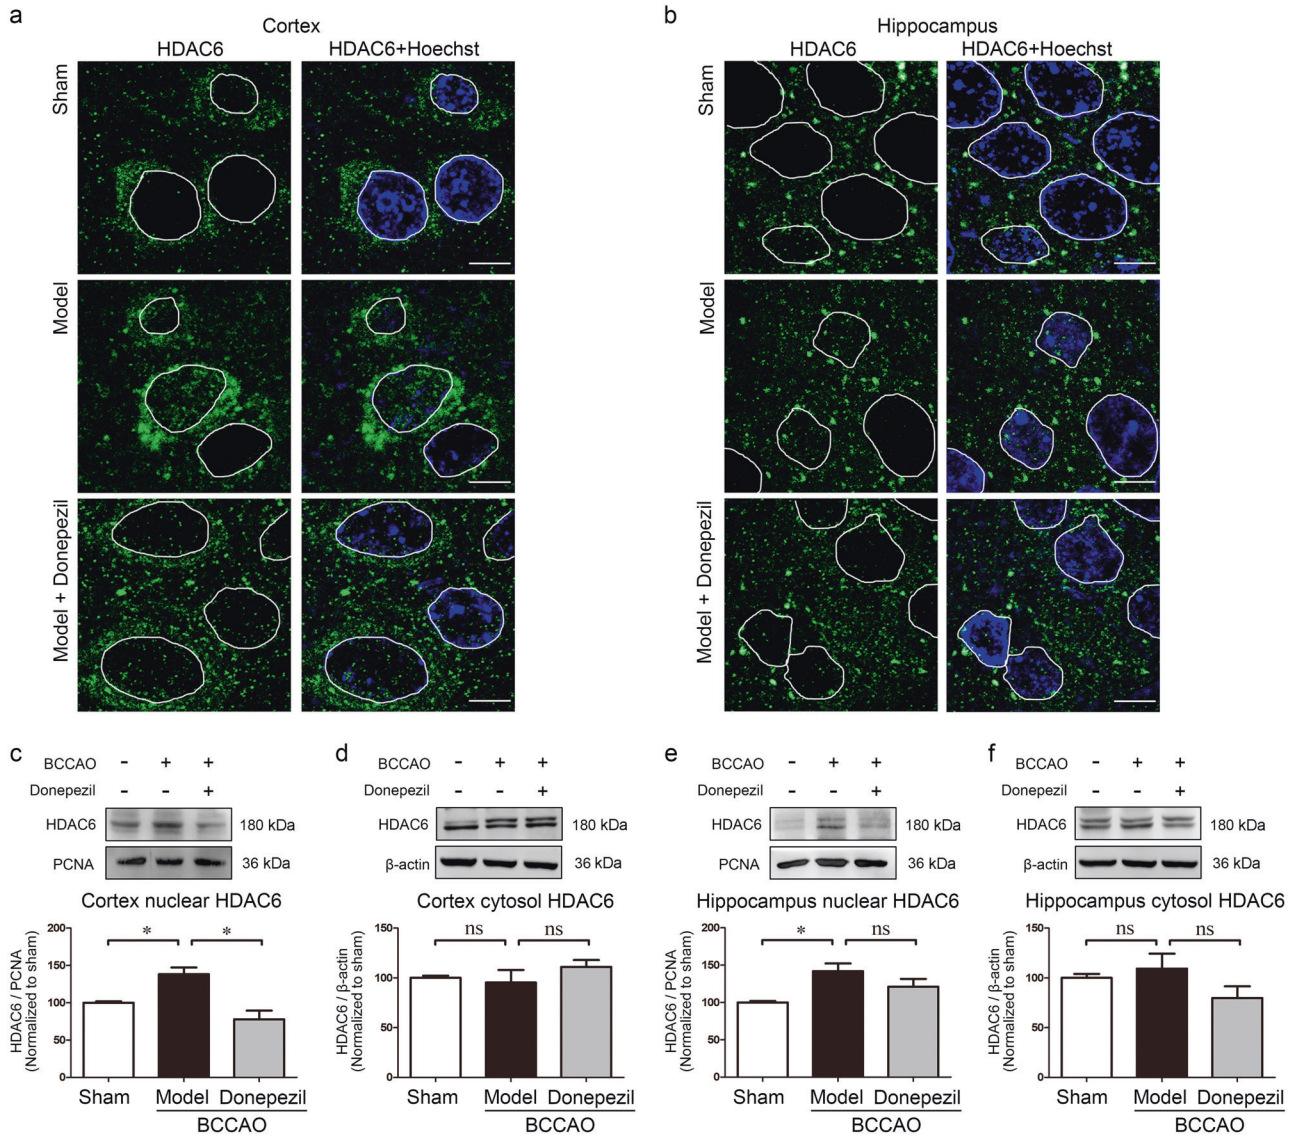 a
Cortex
HDAC6 HDAC6+Hoechst
Sham
Model
Model + Donepezil
b
Hippocampus
HDAC6 HDAC6+Hoechst
Sham
Model
Model + Donepezil
c
BCCAO - + +
Donepezil - - +
HDAC6 180 kDa
PCNA 36 kDa
Cortex nuclear HDAC6
HDAC6 / PCNA
(Normalized to sham)
200
150
100
50
0
* *
Sham Model Donepezil
BCCAO
d
BCCAO - + +
Donepezil - - +
HDAC6 180 kDa
β-actin 36 kDa
Cortex cytosol HDAC6
HDAC6 / β-actin
(Normalized to sham)
150
100
50
0
ns ns
Sham Model Donepezil
BCCAO
e
BCCAO - + +
Donepezil - - +
HDAC6 180 kDa
PCNA 36 kDa
Hippocampus nuclear HDAC6
HDAC6 / PCNA
(Normalized to sham)
200
150
100
50
0
* ns
Sham Model Donepezil
BCCAO
f
BCCAO - + +
Donepezil - - +
HDAC6 180 kDa
β-actin 36 kDa
Hippocampus cytosol HDAC6
HDAC6 / β-actin
(Normalized to sham)
150
100
50
0
ns ns
Sham Model Donepezil
BCCAO